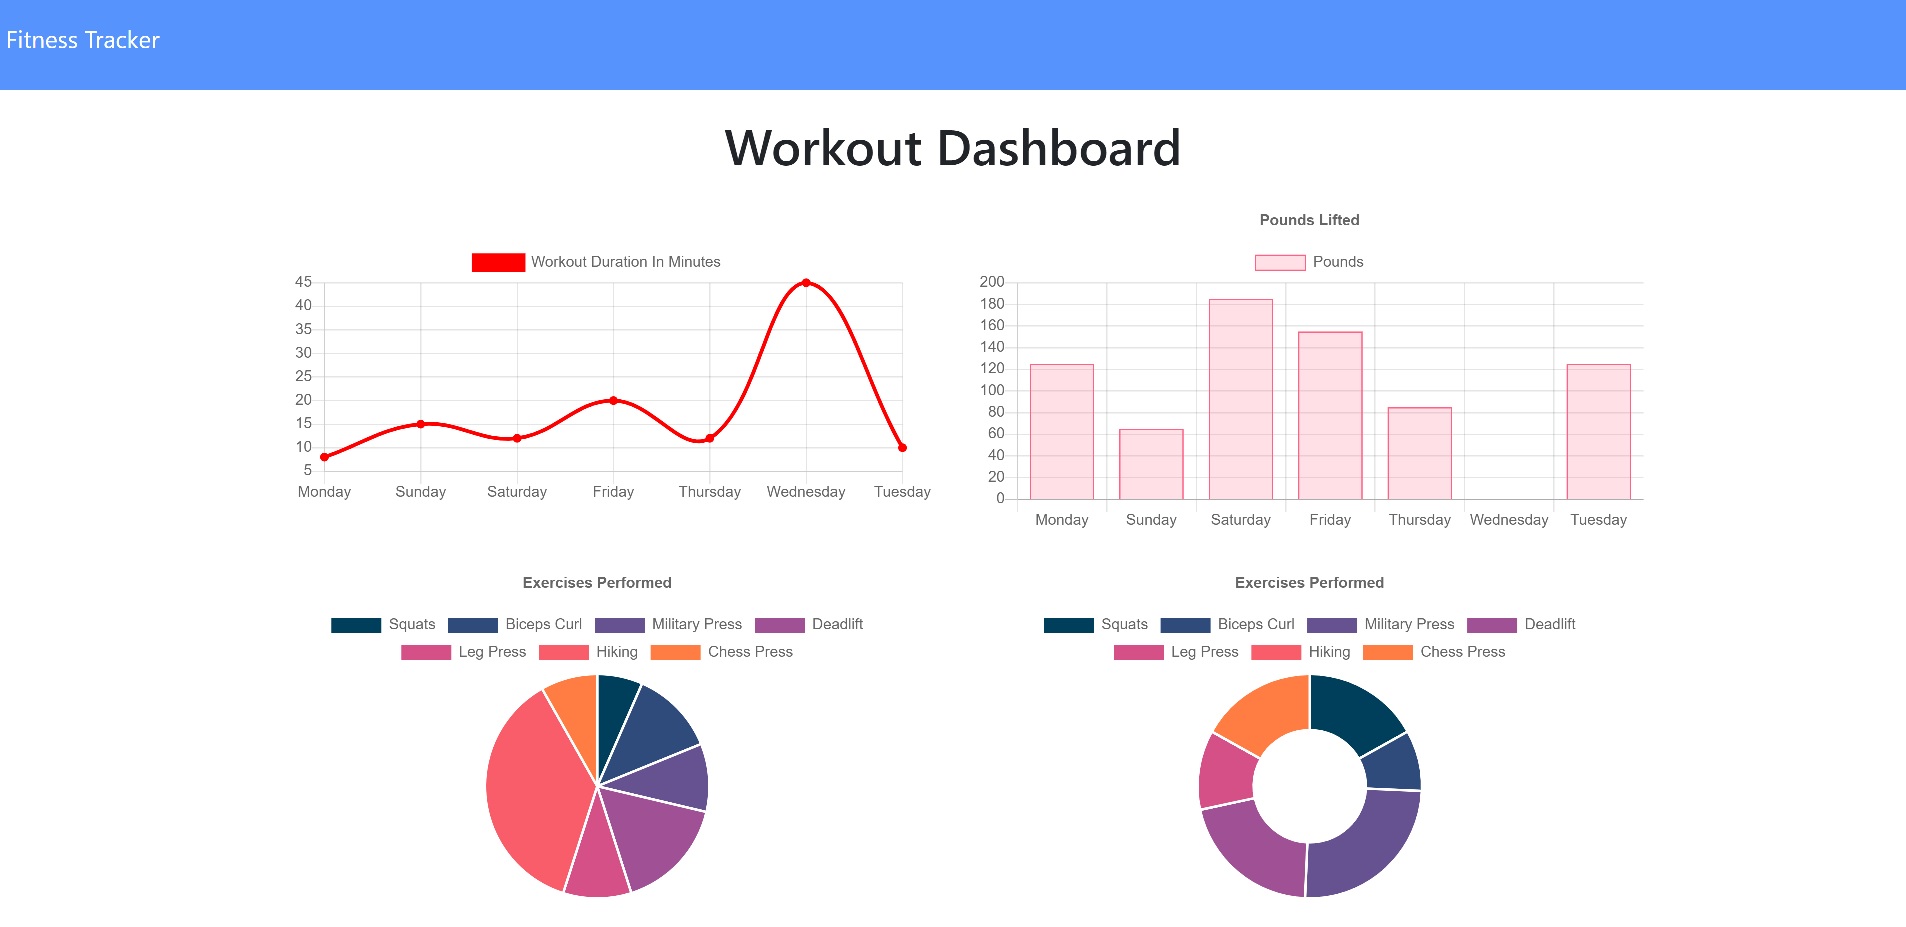 Fitness Tracker
Workout Dashboard
Workout Duration In Minutes
45
40
35
30
25
20
15
10
5
Monday Sunday Saturday Friday Thursday Wednesday Tuesday
Pounds Lifted
Pounds
200
180
160
140
120
100
80
60
40
20
0
Monday Sunday Saturday Friday Thursday Wednesday Tuesday
Exercises Performed
Squats Biceps Curl Military Press Deadlift
Leg Press Hiking Chess Press
Exercises Performed
Squats Biceps Curl Military Press Deadlift
Leg Press Hiking Chess Press